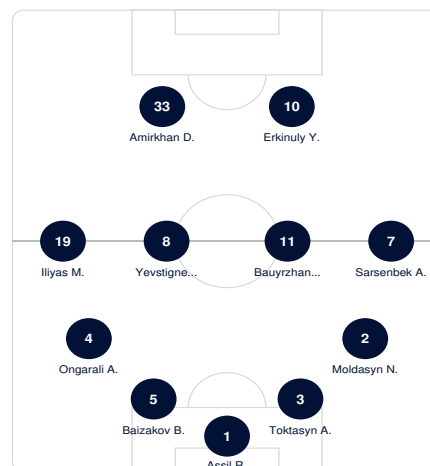 33 10
Amirkhan D. Erkinuly Y.
19 8 11 7
Iliyas M. Yevstigne... Bauyrzhan... Sarsenbek A.
4 2
Ongarali A. Moldasyn N.
5 3
Baizakov B. Toktasyn A.
1
Assil R.